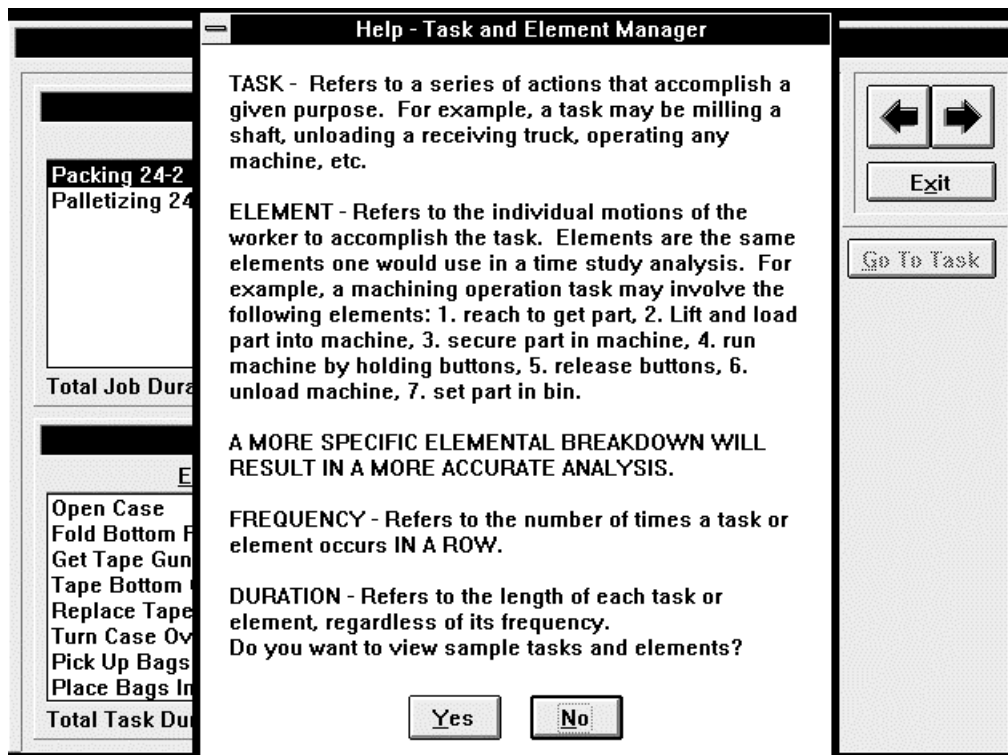 Help - Task and Element Manager
TASK - Refers to a series of actions that accomplish a
given purpose. For example, a task may be milling a
shaft, unloading a receiving truck, operating any
machine, etc.
ELEMENT - Refers to the individual motions of the
worker to accomplish the task. Elements are the same
elements one would use in a time study analysis. For
example, a machining operation task may involve the
following elements: 1. reach to get part, 2. Lift and load
part into machine, 3. secure part in machine, 4. run
machine by holding buttons, 5. release buttons, 6.
unload machine, 7. set part in bin.
A MORE SPECIFIC ELEMENTAL BREAKDOWN WILL
RESULT IN A MORE ACCURATE ANALYSIS.
FREQUENCY - Refers to the number of times a task or
element occurs IN A ROW.
DURATION - Refers to the length of each task or
element, regardless of its frequency.
Do you want to view sample tasks and elements?
Yes
No
Packing 24-2
Palletizing 24
Total Job Dura
E
Open Case
Fold Bottom F
Get Tape Gun
Tape Bottom
Replace Tape
Turn Case Ov
Pick Up Bags
Place Bags In
Total Task Du
Exit
Go To Task